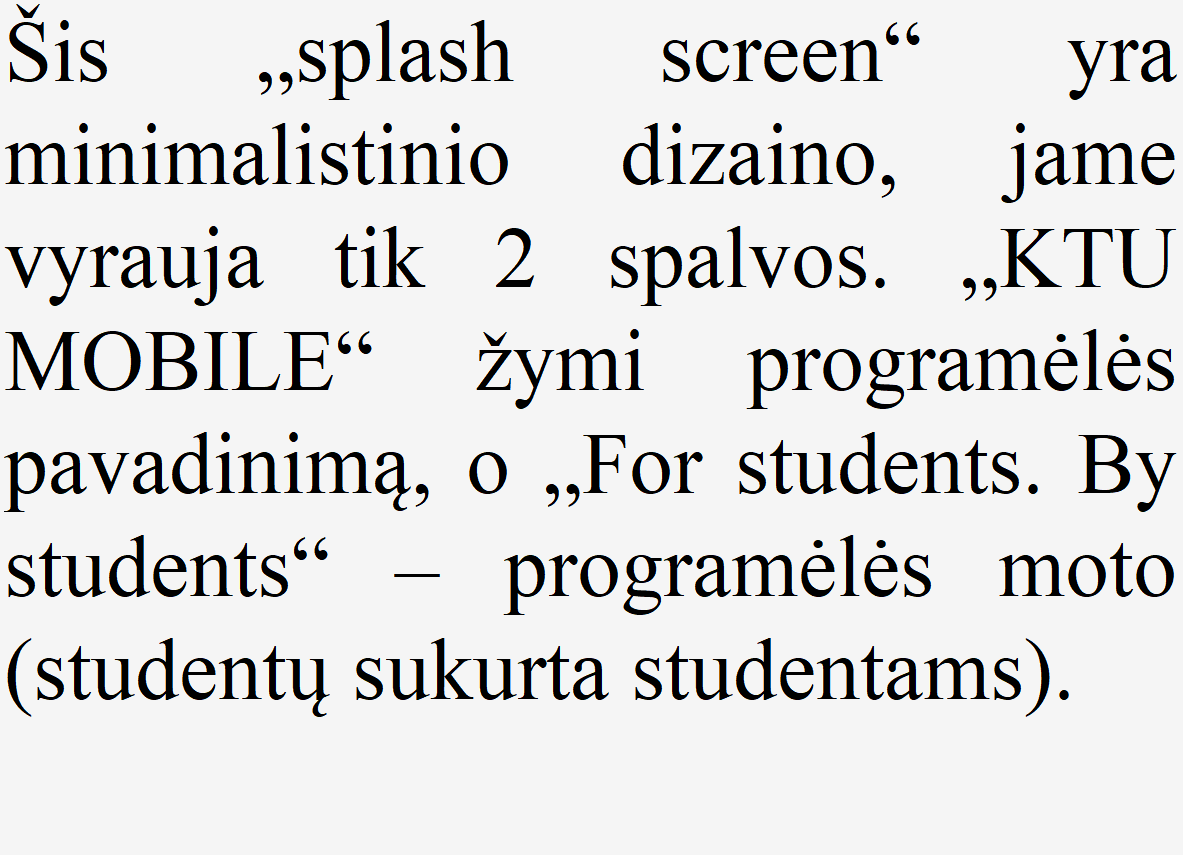 Šis „splash screen“ yra
minimalistinio dizaino, jame
vyrauja tik 2 spalvos. „KTU
MOBILE“ žymi programėlės
pavadinimą, o „For students. By
students“ – programėlės moto
(studentų sukurta studentams).